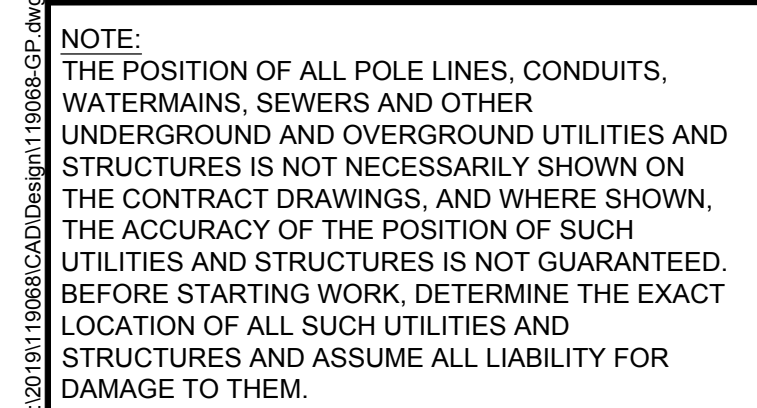 :\2019\119068\CAD\Design\119068-GP.dwg
NOTE:
THE POSITION OF ALL POLE LINES, CONDUITS,
WATERMAINS, SEWERS AND OTHER
UNDERGROUND AND OVERGROUND UTILITIES AND
STRUCTURES IS NOT NECESSARILY SHOWN ON
THE CONTRACT DRAWINGS, AND WHERE SHOWN,
THE ACCURACY OF THE POSITION OF SUCH
UTILITIES AND STRUCTURES IS NOT GUARANTEED.
BEFORE STARTING WORK, DETERMINE THE EXACT
LOCATION OF ALL SUCH UTILITIES AND
STRUCTURES AND ASSUME ALL LIABILITY FOR
DAMAGE TO THEM.